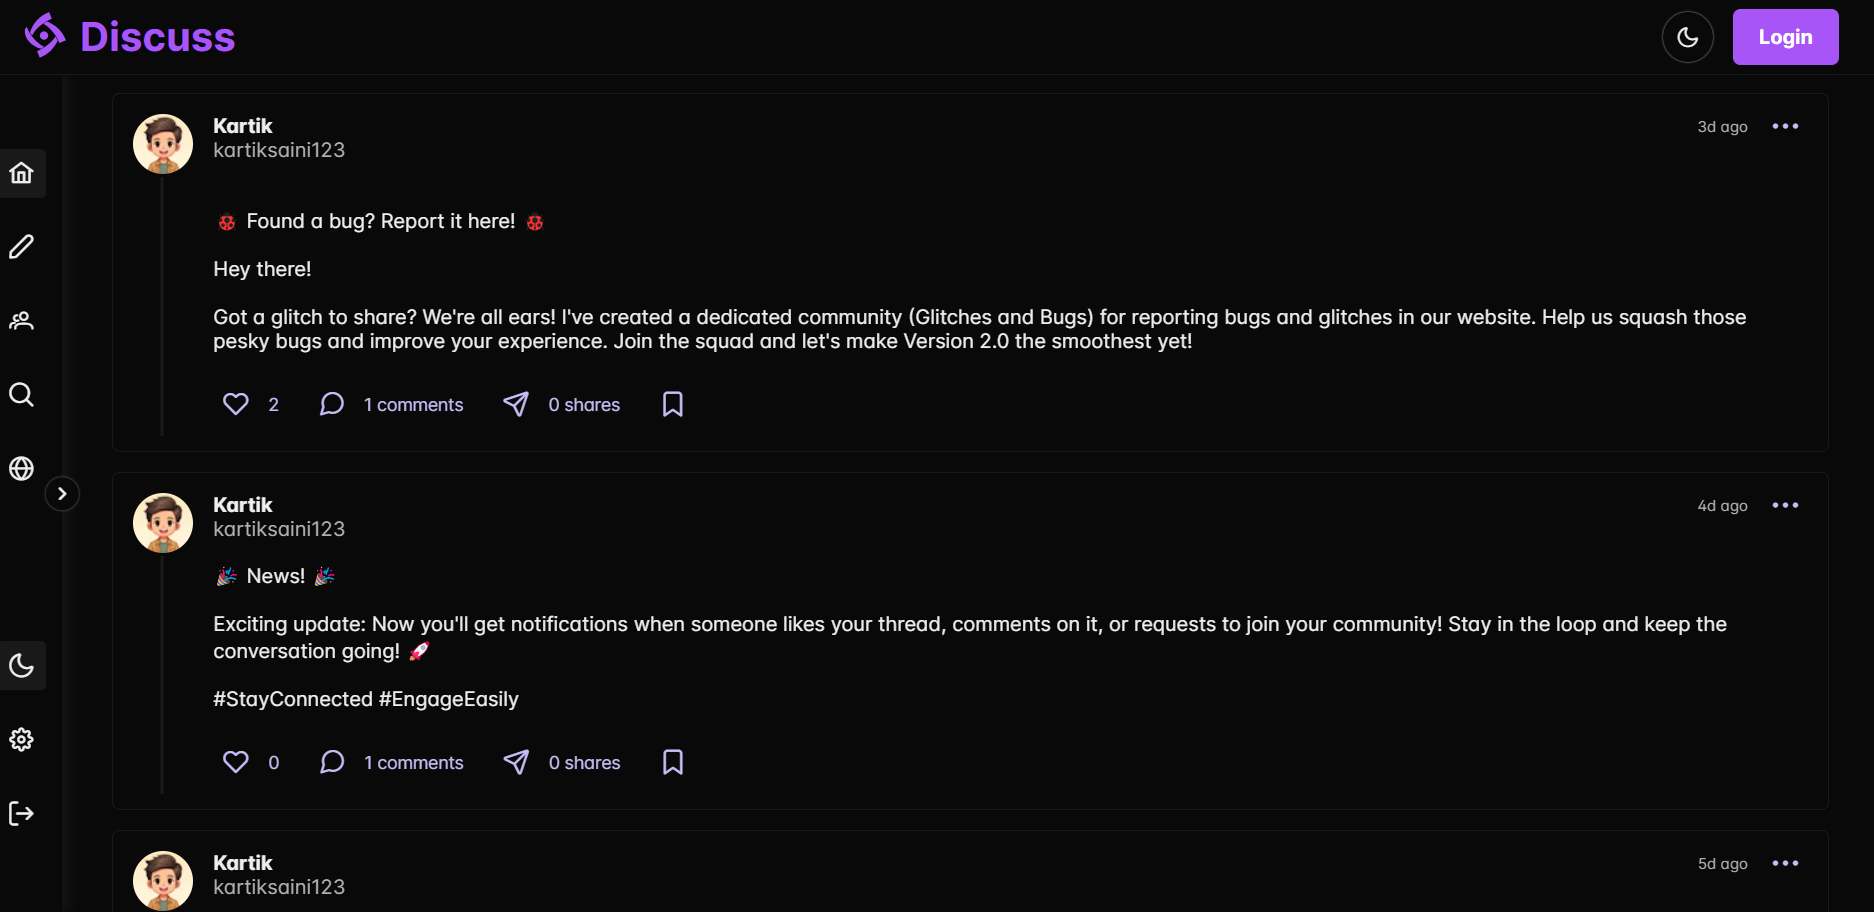 Discuss
Login
Kartik
3d ago
kartiksaini123
🐞 Found a bug? Report it here! 🐞
Hey there!
Got a glitch to share? We're all ears! I've created a dedicated community (Glitches and Bugs) for reporting bugs and glitches in our website. Help us squash those
pesky bugs and improve your experience. Join the squad and let's make Version 2.0 the smoothest yet!
2 1 comments 0 shares
Kartik
4d ago
kartiksaini123
🎉 News! 🎉
Exciting update: Now you'll get notifications when someone likes your thread, comments on it, or requests to join your community! Stay in the loop and keep the
conversation going! 🚀
#StayConnected #EngageEasily
0 1 comments 0 shares
Kartik
5d ago
kartiksaini123